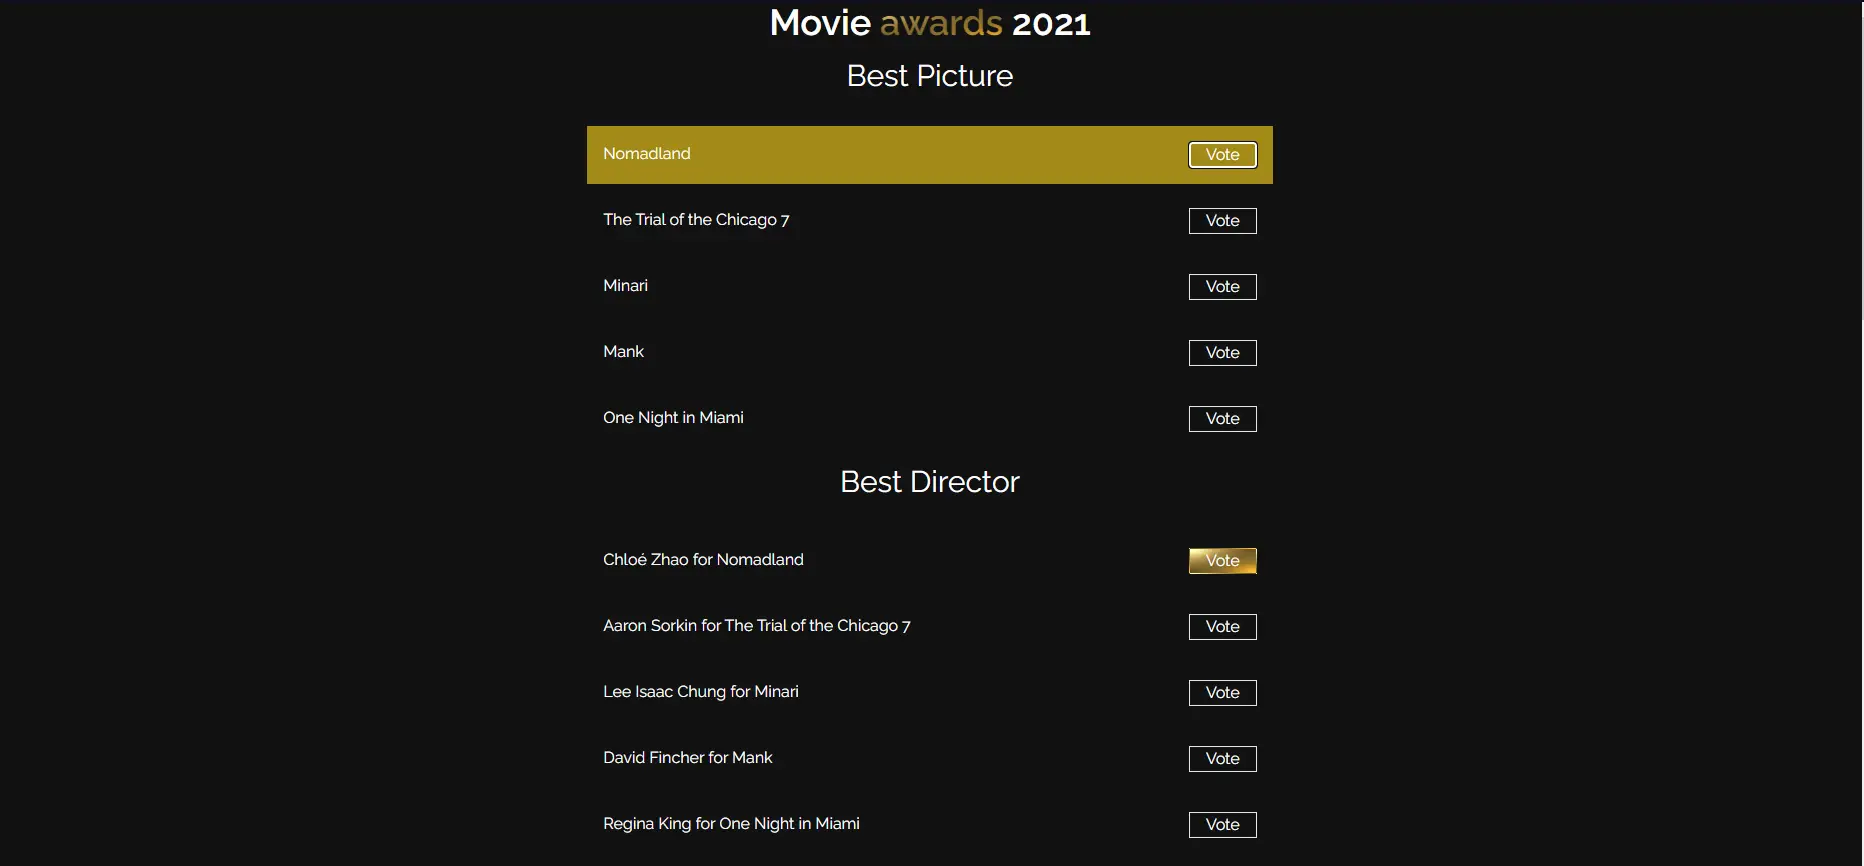 Movie awards 2021
Best Picture
Nomadland Vote
The Trial of the Chicago 7 Vote
Minari Vote
Mank Vote
One Night in Miami Vote
Best Director
Chloé Zhao for Nomadland Vote
Aaron Sorkin for The Trial of the Chicago 7 Vote
Lee Isaac Chung for Minari Vote
David Fincher for Mank Vote
Regina King for One Night in Miami Vote